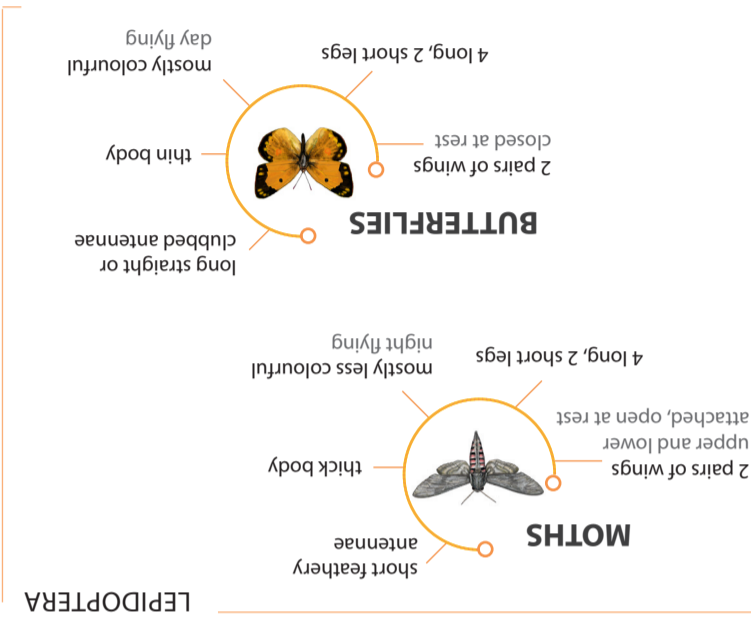 LEPIDOPTERA
MOTHS
short feathery
antennae
2 pairs of wings
upper and lower
attached, open at rest
thick body
4 long, 2 short legs
mostly less colourful
night flying
BUTTERFLIES
long straight or
clubbed antennae
2 pairs of wings
closed at rest
thin body
4 long, 2 short legs
mostly colourful
day flying